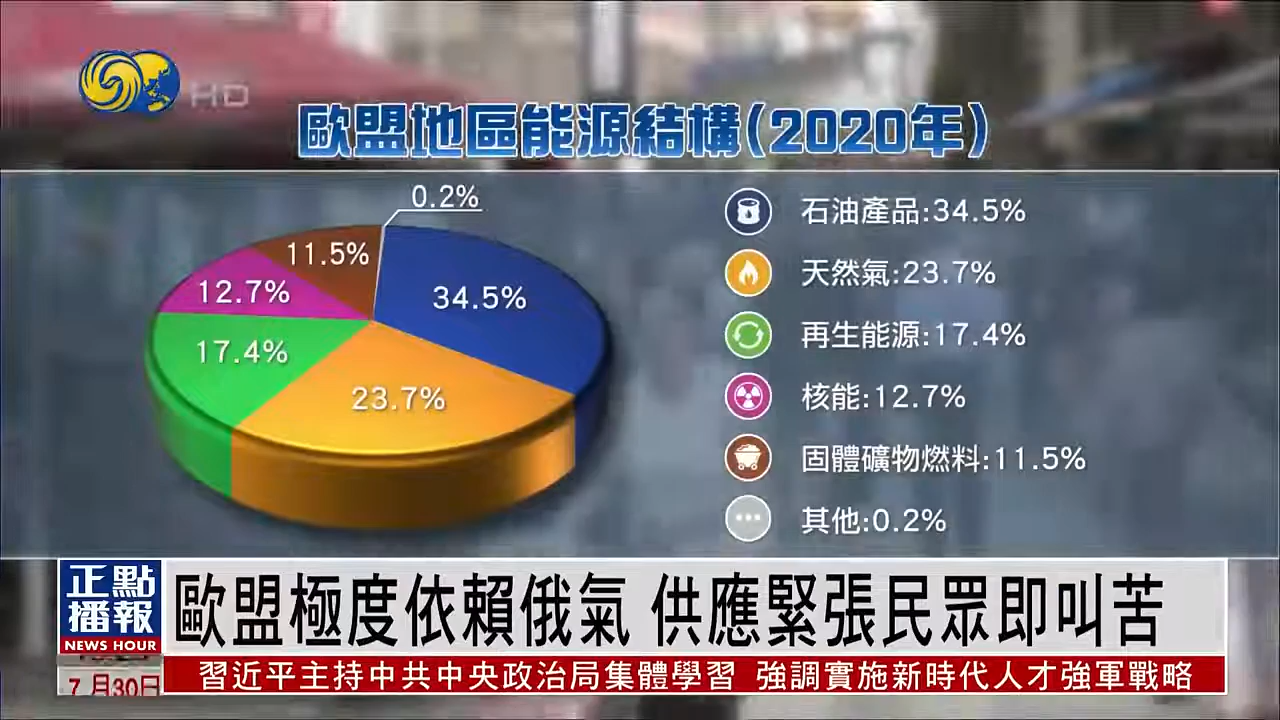 HD
歐盟地區能源結構(2020年)
0.2%
11.5%
34.5%
12.7%
17.4%
23.7%
石油產品:34.5%
天然氣:23.7%
再生能源:17.4%
核能:12.7%
固體礦物燃料:11.5%
其他:0.2%
正點
播報
NEWS HOUR
歐盟極度依賴俄氣 供應緊張民眾即叫苦
7月30日
習近平主持中共中央政治局集體學習 強調實施新時代人才強軍戰略